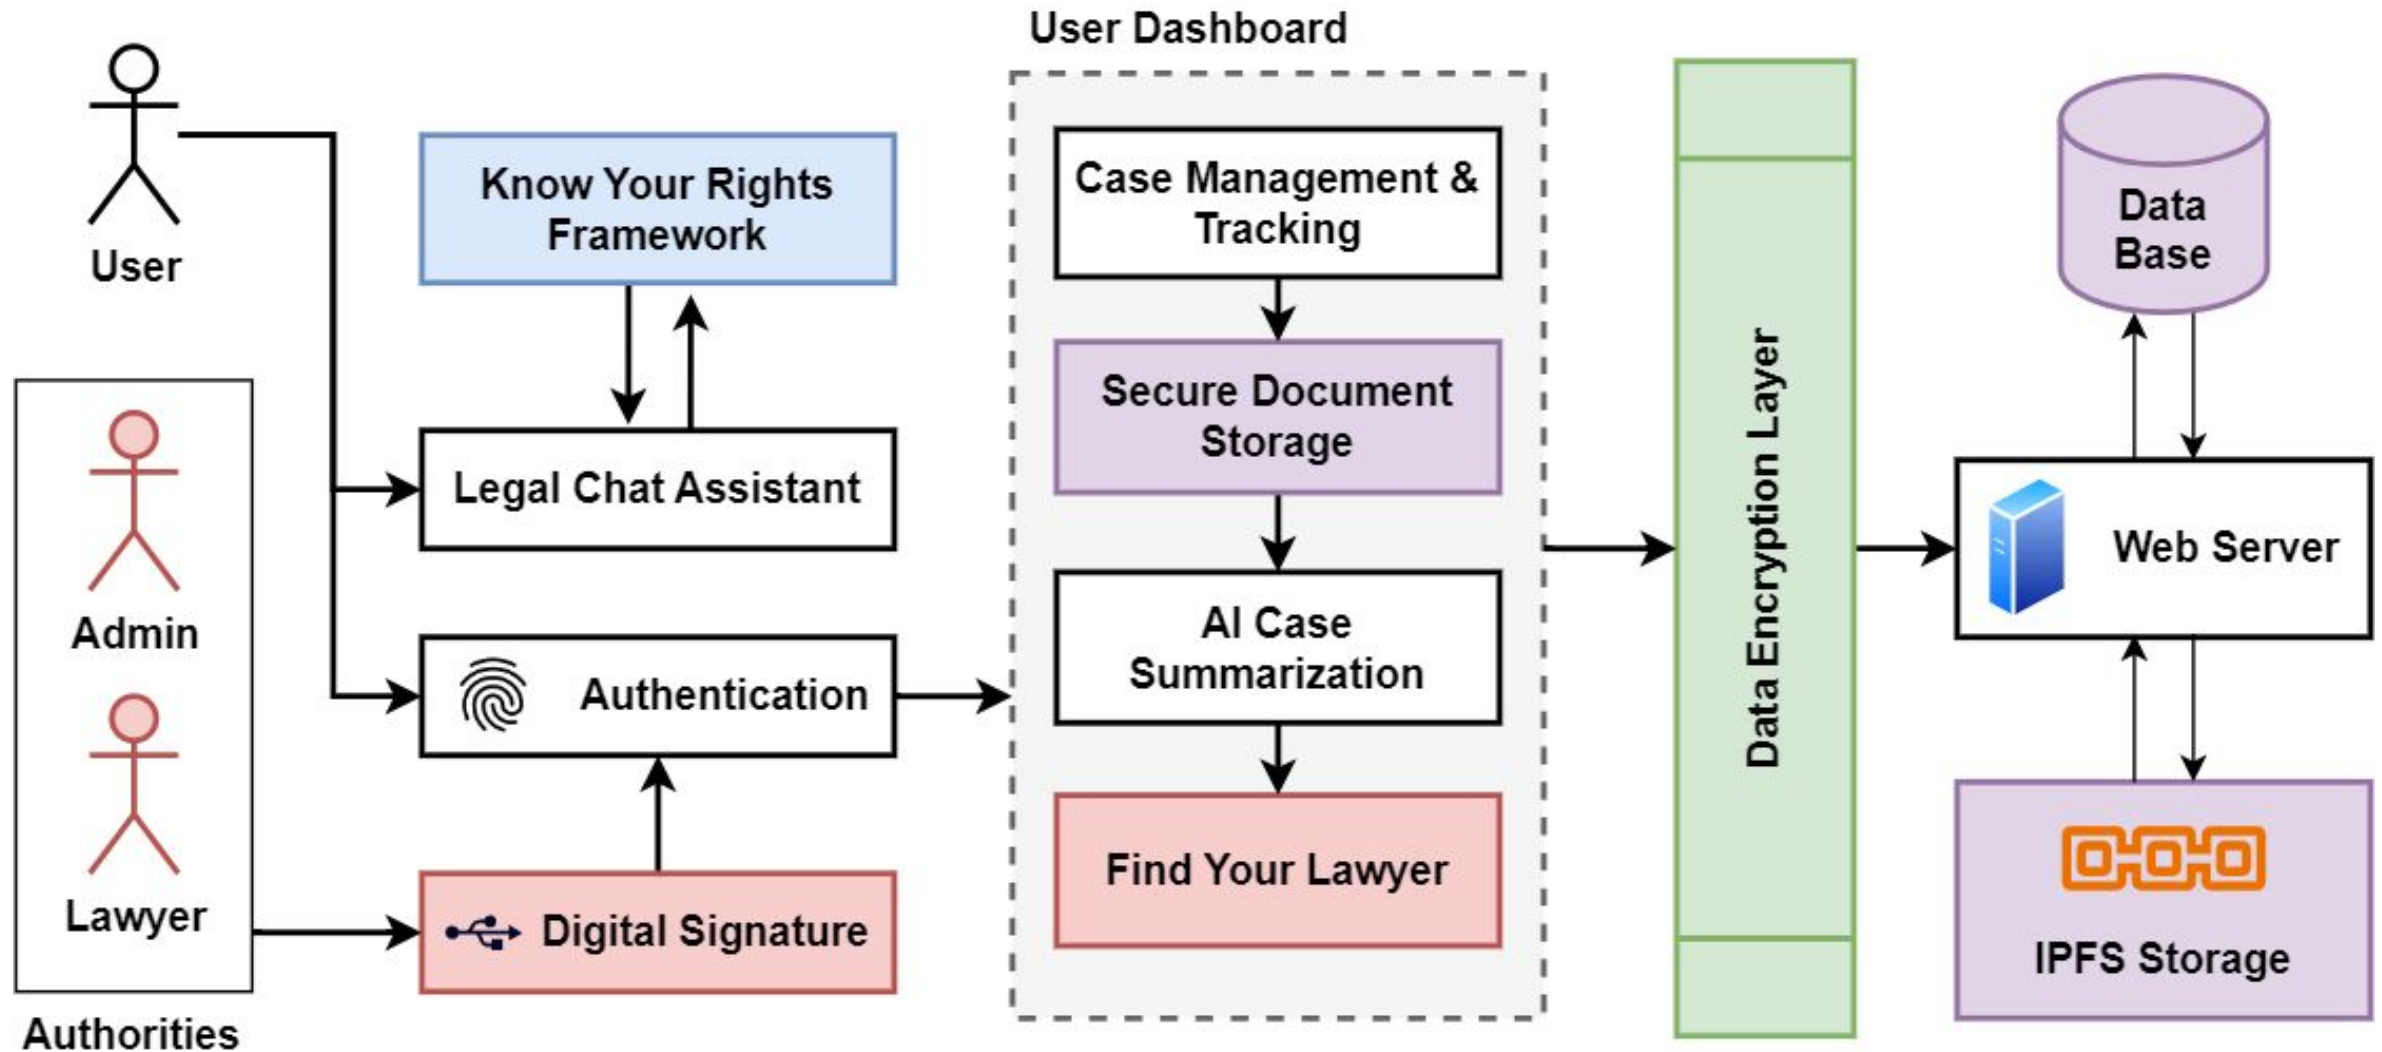 User Dashboard
User
Know Your Rights
Framework
Legal Chat Assistant
Admin
Lawyer
Authorities
Authentication
Digital Signature
Case Management &
Tracking
Secure Document
Storage
AI Case
Summarization
Find Your Lawyer
Data Encryption Layer
Data
Base
Web Server
IPFS Storage